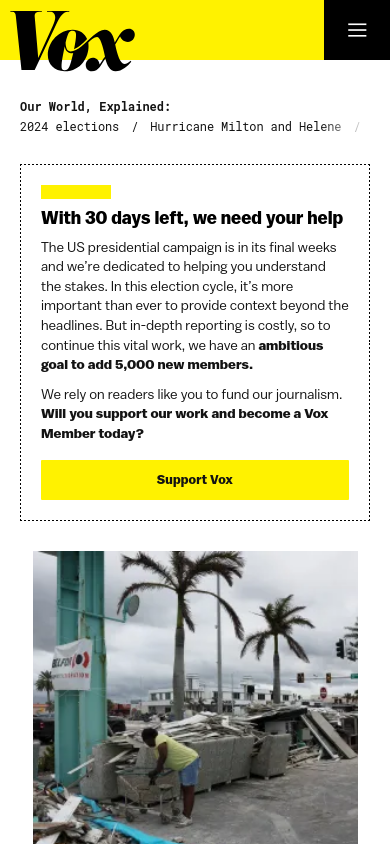 Vox
Our World, Explained:
2024 elections / Hurricane Milton and Helene /
With 30 days left, we need your help
The US presidential campaign is in its final weeks
and we’re dedicated to helping you understand
the stakes. In this election cycle, it’s more
important than ever to provide context beyond the
headlines. But in-depth reporting is costly, so to
continue this vital work, we have an ambitious
goal to add 5,000 new members.
We rely on readers like you to fund our journalism.
Will you support our work and become a Vox
Member today?
Support Vox